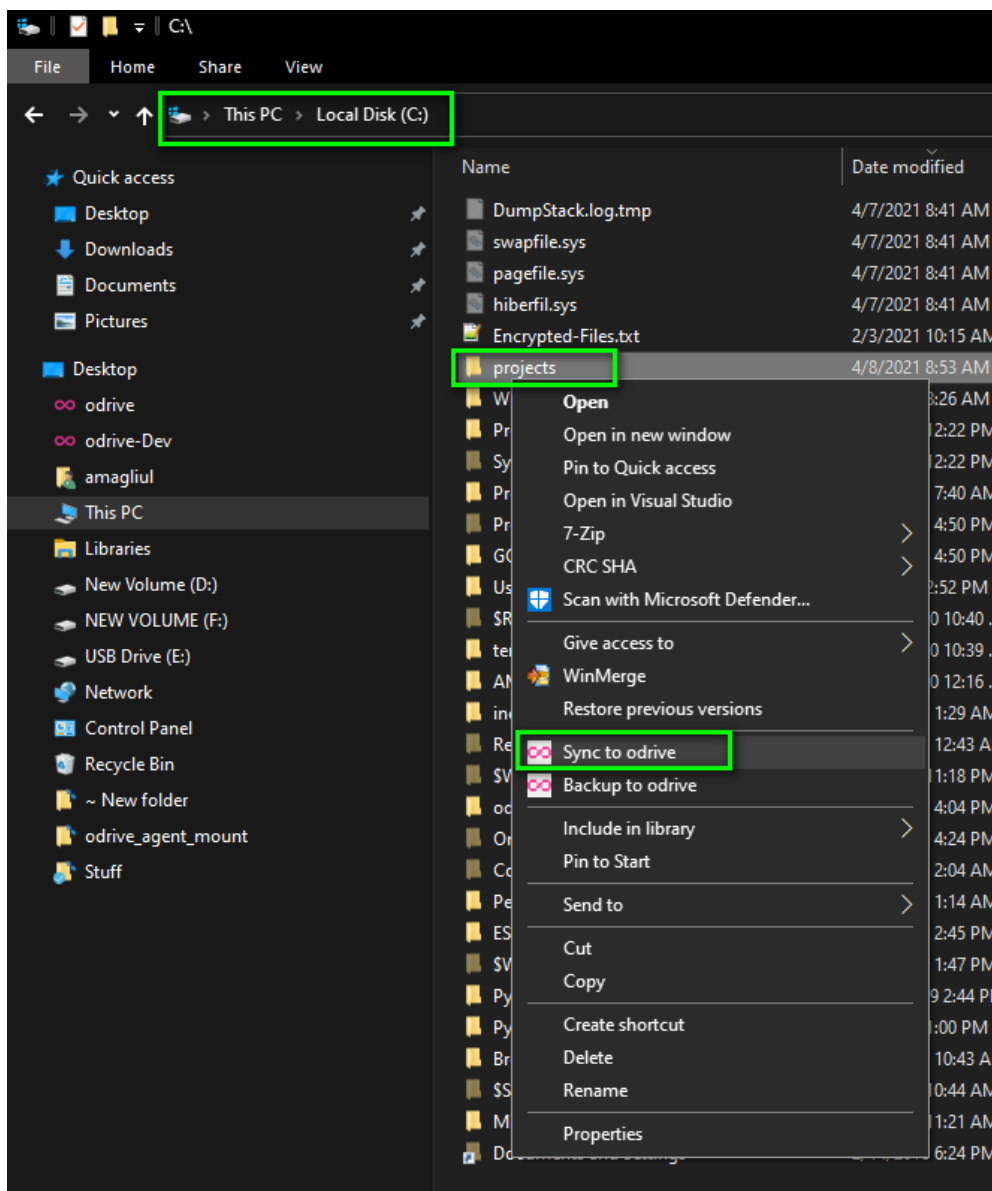 C:\
File Home Share View
This PC > Local Disk (C:)
Quick access
Desktop
Downloads
Documents
Pictures
Desktop
odrive
odrive-Dev
amagliul
This PC
Libraries
New Volume (D:)
NEW VOLUME (F:)
USB Drive (E:)
Network
Control Panel
Recycle Bin
~ New folder
odrive_agent_mount
Stuff
Name Date modified
DumpStack.log.tmp 4/7/2021 8:41 AM
swapfile.sys 4/7/2021 8:41 AM
pagefile.sys 4/7/2021 8:41 AM
hiberfil.sys 4/7/2021 8:41 AM
Encrypted-Files.txt 2/3/2021 10:15 AM
projects 4/8/2021 8:53 AM
Open
Open in new window
Pin to Quick access
Open in Visual Studio
7-Zip
CRC SHA
Scan with Microsoft Defender...
Give access to
WinMerge
Restore previous versions
Sync to odrive
Backup to odrive
Include in library
Pin to Start
Send to
Cut
Copy
Create shortcut
Delete
Rename
Properties